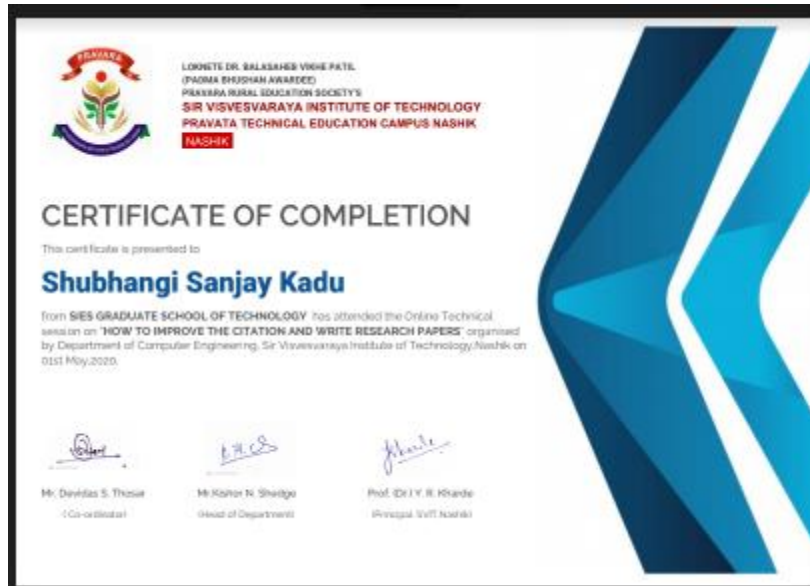 PRAVARA
LOKNETE DR. BALASAHEB VIKHE PATIL
(PADMA BHUSHAN AWARDEE)
PRAVARA RURAL EDUCATION SOCIETY'S
SIR VISVESVARAYA INSTITUTE OF TECHNOLOGY
PRAVATA TECHNICAL EDUCATION CAMPUS NASHIK
NASHIK
CERTIFICATE OF COMPLETION
This certificate is presented to
Shubhangi Sanjay Kadu
from SIES GRADUATE SCHOOL OF TECHNOLOGY has attended the Online Technical
session on "HOW TO IMPROVE THE CITATION AND WRITE RESEARCH PAPERS" organised
by Department of Computer Engineering, Sir Visvesvaraya Institute of Technology,Nashik on
01st May,2020.
Mr. Devidas S. Thosar
Mr.Kishor N. Shedge
Prof. (Dr.) Y. R. Kharde
(Co-ordinator)
(Head of Department)
(Principal SVIT Nashik)